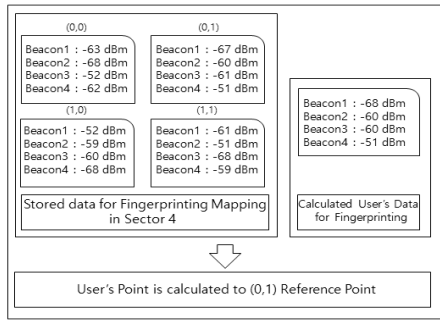 (0,0)
Beacon1 : -63 dBm
Beacon2 : -68 dBm
Beacon3 : -52 dBm
Beacon4 : -62 dBm
(0,1)
Beacon1 : -67 dBm
Beacon2 : -60 dBm
Beacon3 : -61 dBm
Beacon4 : -51 dBm
(1,0)
Beacon1 : -52 dBm
Beacon2 : -59 dBm
Beacon3 : -60 dBm
Beacon4 : -68 dBm
(1,1)
Beacon1 : -61 dBm
Beacon2 : -51 dBm
Beacon3 : -68 dBm
Beacon4 : -59 dBm
Stored data for Fingerprinting Mapping
in Sector 4
Beacon1 : -68 dBm
Beacon2 : -60 dBm
Beacon3 : -60 dBm
Beacon4 : -51 dBm
Calculated User's Data
for Fingerprinting
User's Point is calculated to (0,1) Reference Point